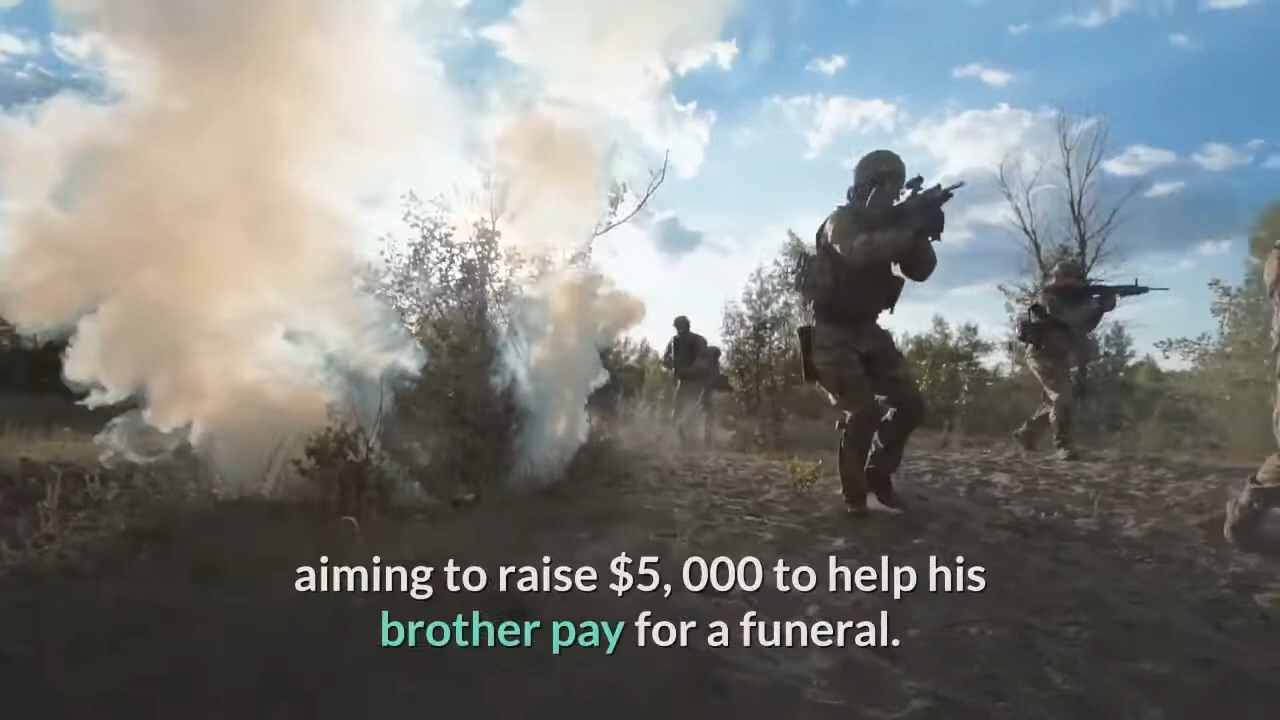 aiming to raise $5, 000 to help his
brother pay for a funeral.